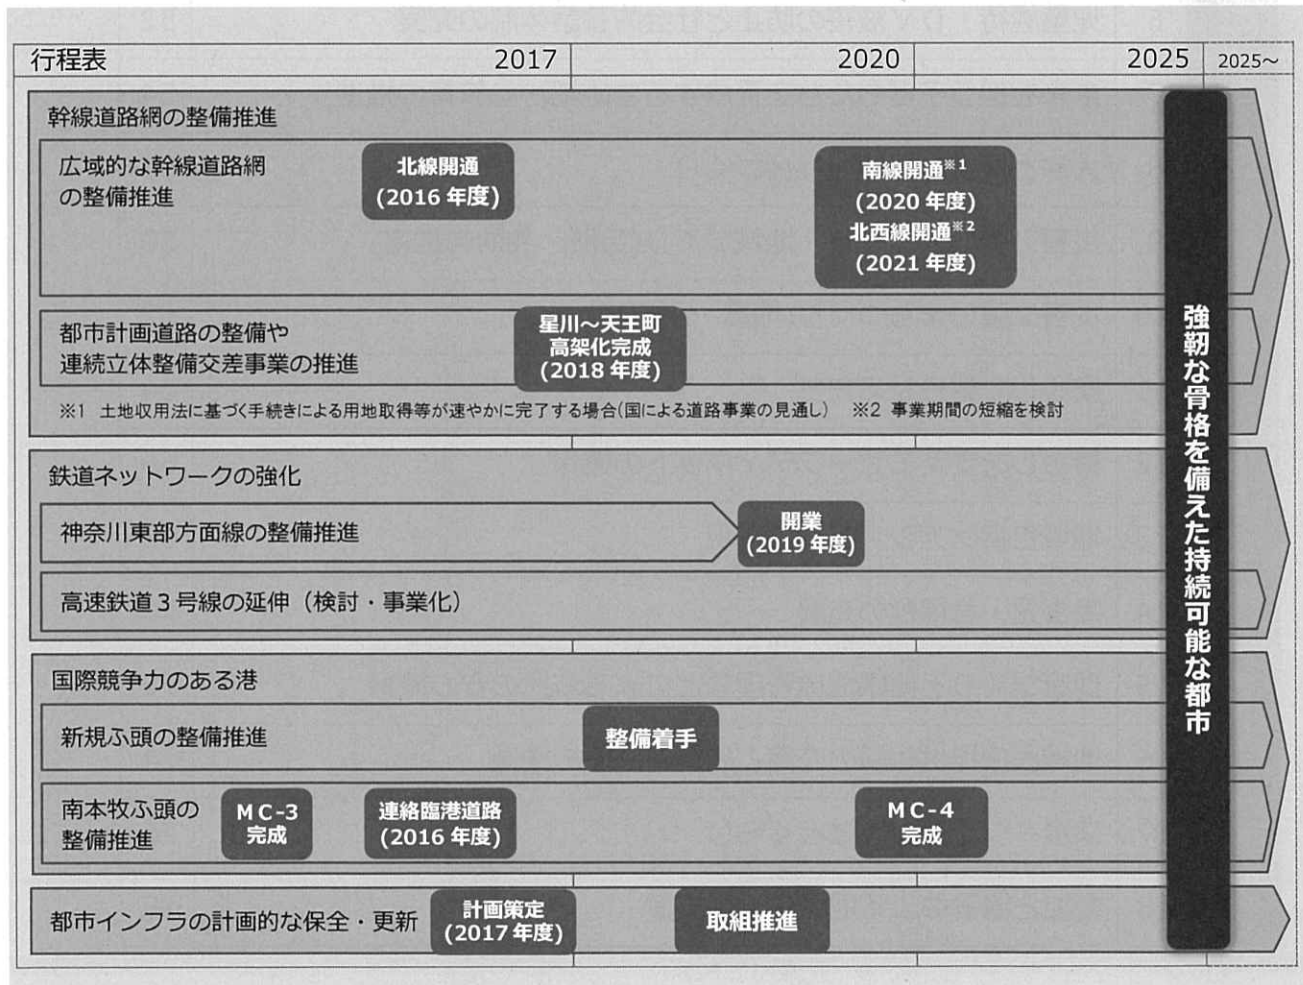 行程表 2017 2020 2025 2025～
幹線道路網の整備推進
広域的な幹線道路網
の整備推進
北線開通
(2016 年度)
南線開通※1
(2020 年度)
北西線開通※2
(2021 年度)
都市計画道路の整備や
連続立体整備交差事業の推進
星川～天王町
高架化完成
(2018 年度)
※1 土地収用法に基づく手続きによる用地取得等が速やかに完了する場合(国による道路事業の見通し) ※2 事業期間の短縮を検討
鉄道ネットワークの強化
神奈川東部方面線の整備推進
開業
(2019 年度)
高速鉄道３号線の延伸（検討・事業化）
国際競争力のある港
新規ふ頭の整備推進
整備着手
南本牧ふ頭の
整備推進
ＭＣ-３
完成
連絡臨港道路
(2016 年度)
ＭＣ-４
完成
都市インフラの計画的な保全・更新
計画策定
(2017 年度)
取組推進
強靭な骨格を備えた持続可能な都市